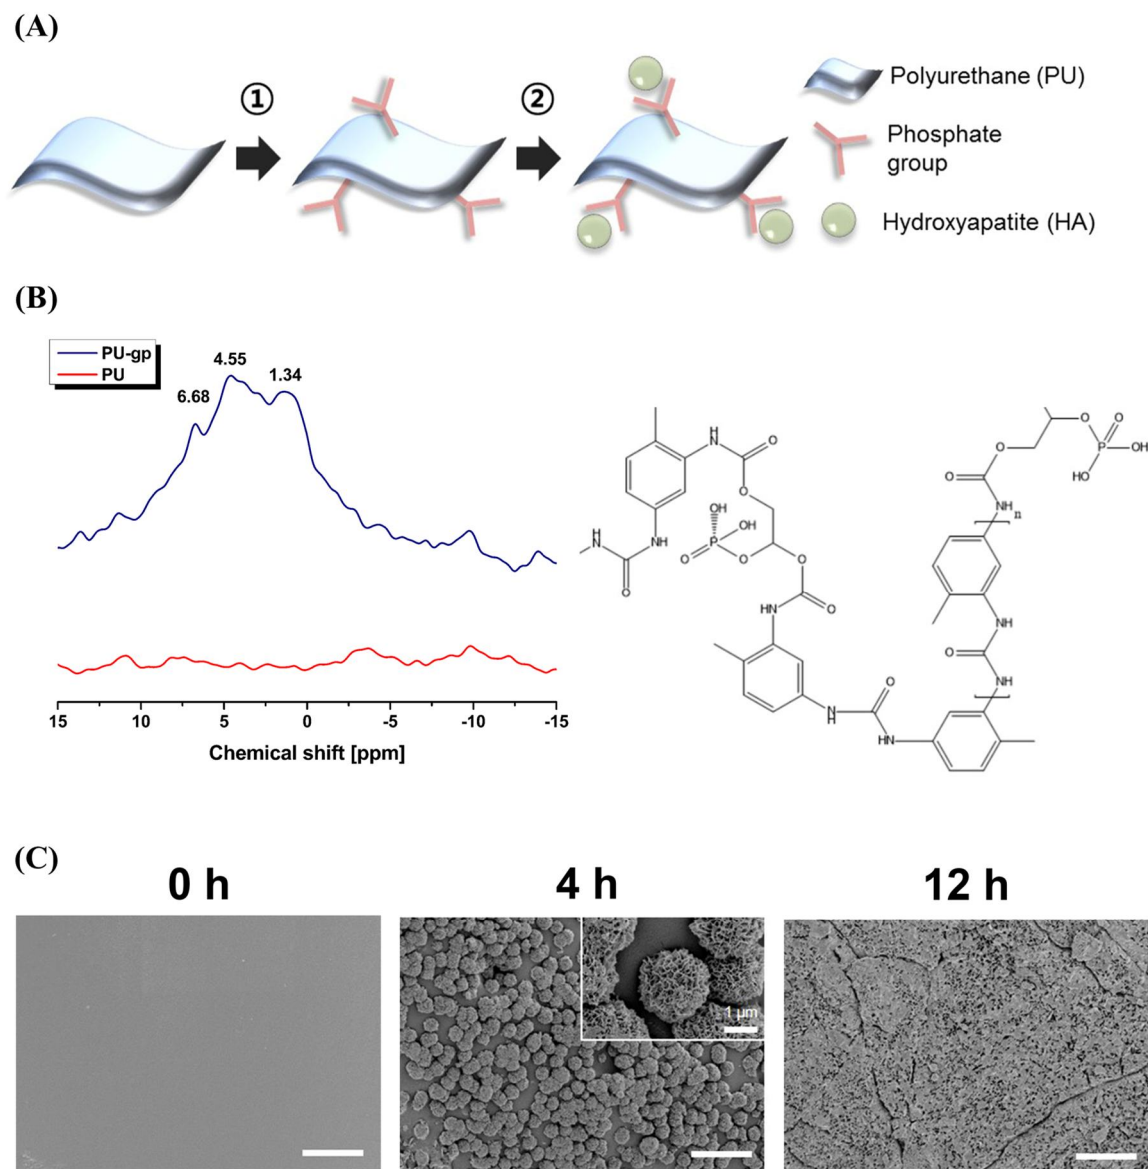 (A)
①
②
Polyurethane (PU)
Phosphate
group
Hydroxyapatite (HA)
(B)
PU-gp
PU
6.68
4.55
1.34
15
10
5
0
-5
-10
-15
Chemical shift [ppm]
H
N
O
O
O
NH
N
H
O
OH
OH
P
O
O
O
HN
O
O
N
H
O
HN
O
O
P
OH
HO
O
O
NH
n
NH
O
NH
(C)
0 h
4 h
12 h
1 μm